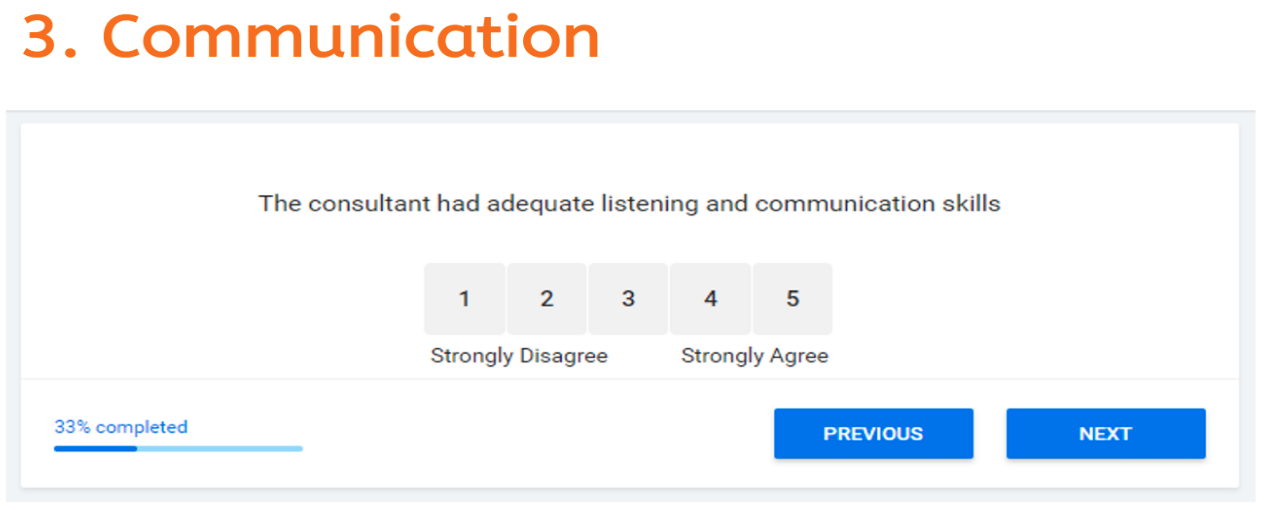 3. Communication
The consultant had adequate listening and communication skills
1 2 3 4 5
Strongly Disagree Strongly Agree
33% completed
PREVIOUS NEXT